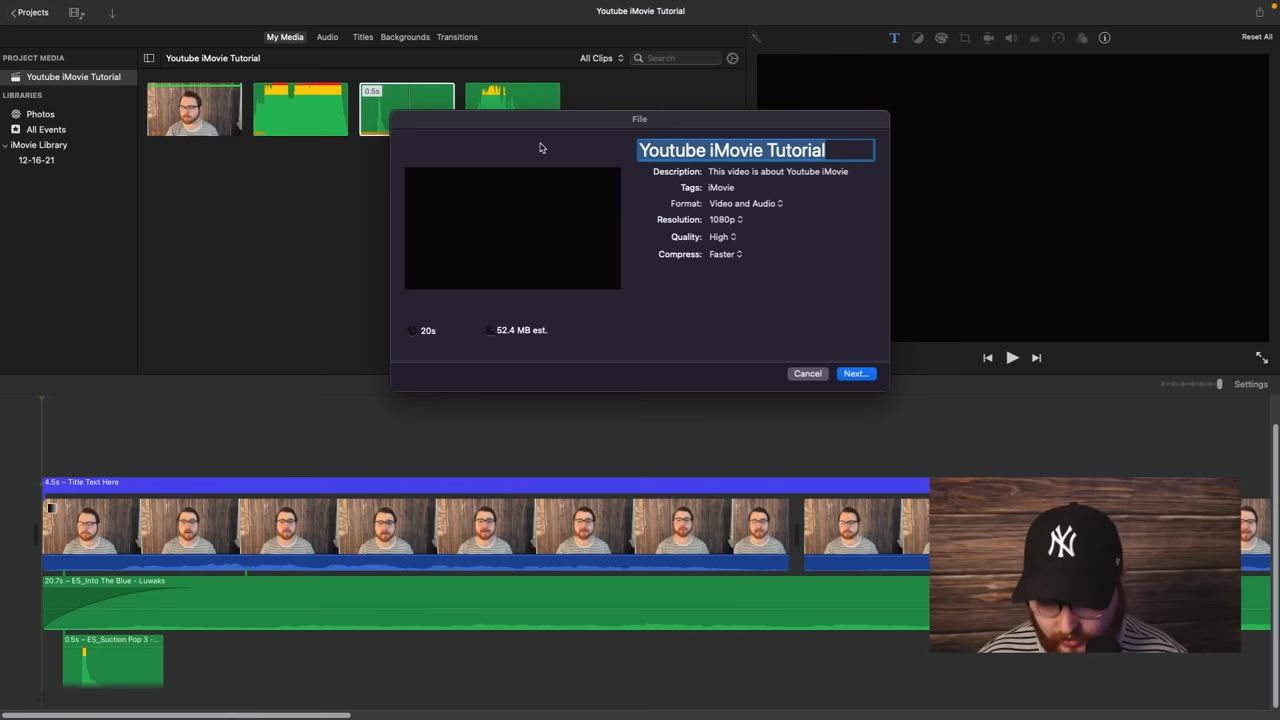 Projects
Youtube iMovie Tutorial
My Media Audio Titles Backgrounds Transitions
T
Reset All
PROJECT MEDIA
Youtube iMovie Tutorial
LIBRARIES
Photos
All Events
iMovie Library
12-16-21
Youtube iMovie Tutorial
All Clips
Search
0.5s
File
Youtube iMovie Tutorial
Description: This video is about Youtube iMovie
Tags: iMovie
Format: Video and Audio
Resolution: 1080p
Quality: High
Compress: Faster
20s
52.4 MB est.
Cancel
Next...
Settings
4.5s – Title Text Here
20.7s – ES_Into The Blue - Luwaks
0.5s – ES_Suction Pop 3 -...
NY